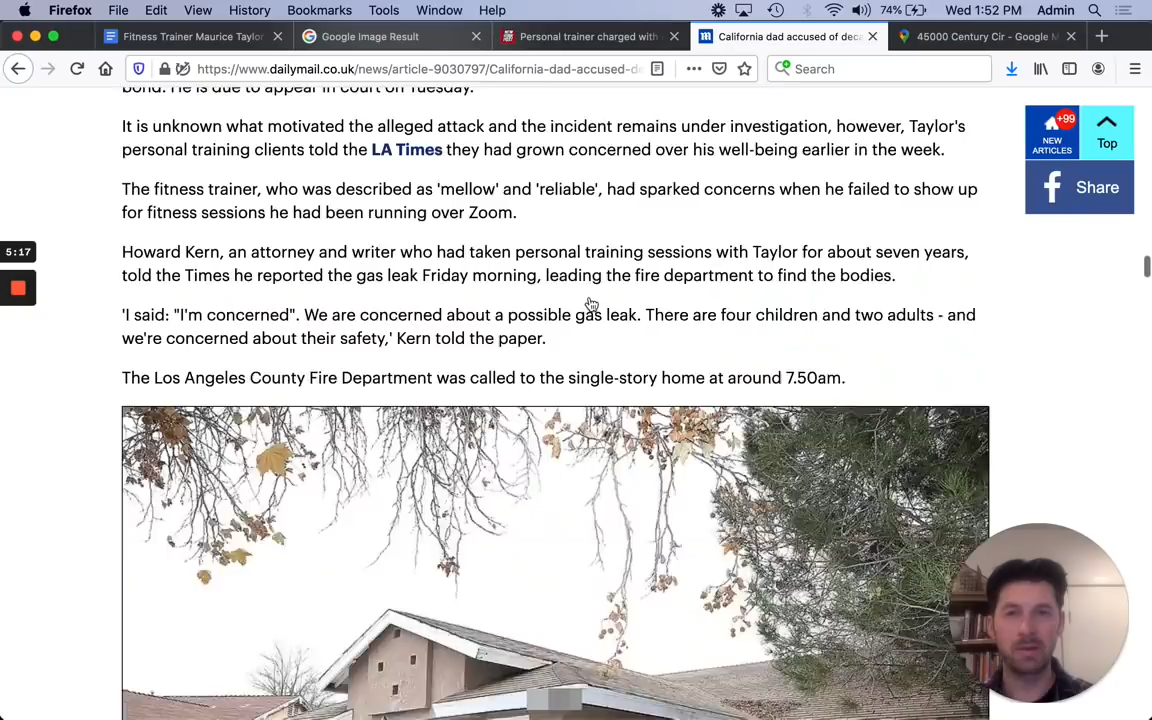 Firefox File Edit View History Bookmarks Tools Window Help 74% Wed 1:52 PM Admin
Fitness Trainer Maurice Taylor Google Image Result Personal trainer charged with California dad accused of deca 45000 Century Cir - Google M
https://www.dailymail.co.uk/news/article-9030797/California-dad-accused-de Search
bond. He is due to appear in court on Tuesday.
It is unknown what motivated the alleged attack and the incident remains under investigation, however, Taylor's
personal training clients told the LA Times they had grown concerned over his well-being earlier in the week.
+99
NEW
ARTICLES
Top
Share
The fitness trainer, who was described as 'mellow' and 'reliable', had sparked concerns when he failed to show up
for fitness sessions he had been running over Zoom.
5:17
Howard Kern, an attorney and writer who had taken personal training sessions with Taylor for about seven years,
told the Times he reported the gas leak Friday morning, leading the fire department to find the bodies.
'I said: "I'm concerned". We are concerned about a possible gas leak. There are four children and two adults - and
we're concerned about their safety,' Kern told the paper.
The Los Angeles County Fire Department was called to the single-story home at around 7.50am.